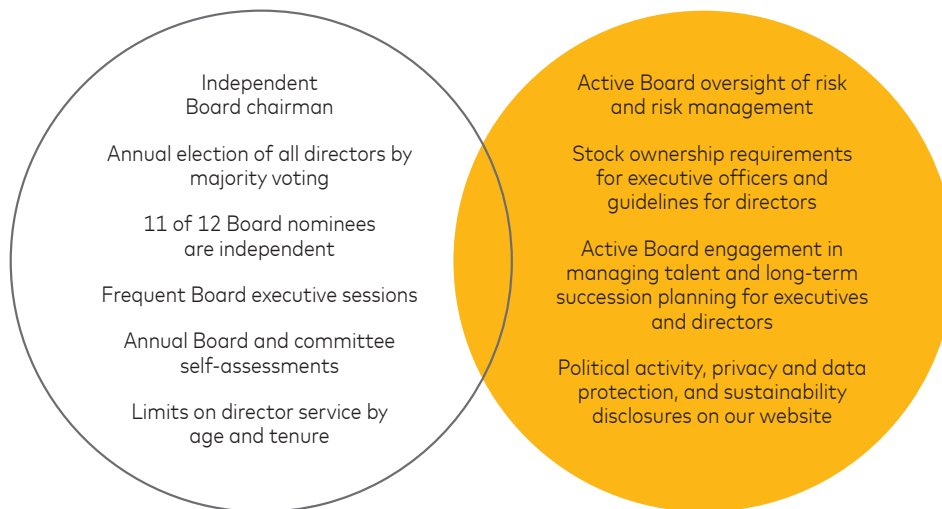 Independent
Board chairman
Annual election of all directors by
majority voting
11 of 12 Board nominees
are independent
Frequent Board executive sessions
Annual Board and committee
self-assessments
Limits on director service by
age and tenure
Active Board oversight of risk
and risk management
Stock ownership requirements
for executive officers and
guidelines for directors
Active Board engagement in
managing talent and long-term
succession planning for executives
and directors
Political activity, privacy and data
protection, and sustainability
disclosures on our website